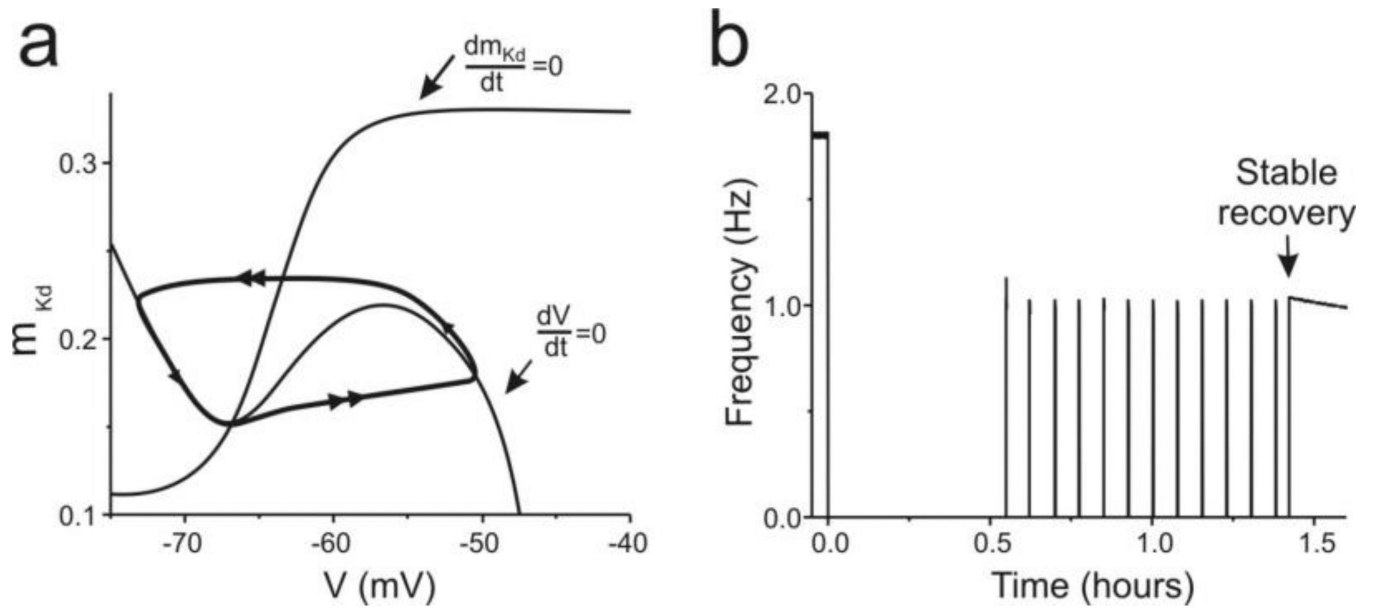 a
dm_Kd/dt =0
0.3
0.2
0.1
m_Kd
dV/dt =0
-70 -60 -50 -40
V (mV)
b
2.0
1.0
0.0
Frequency (Hz)
Stable
recovery
0.0 0.5 1.0 1.5
Time (hours)